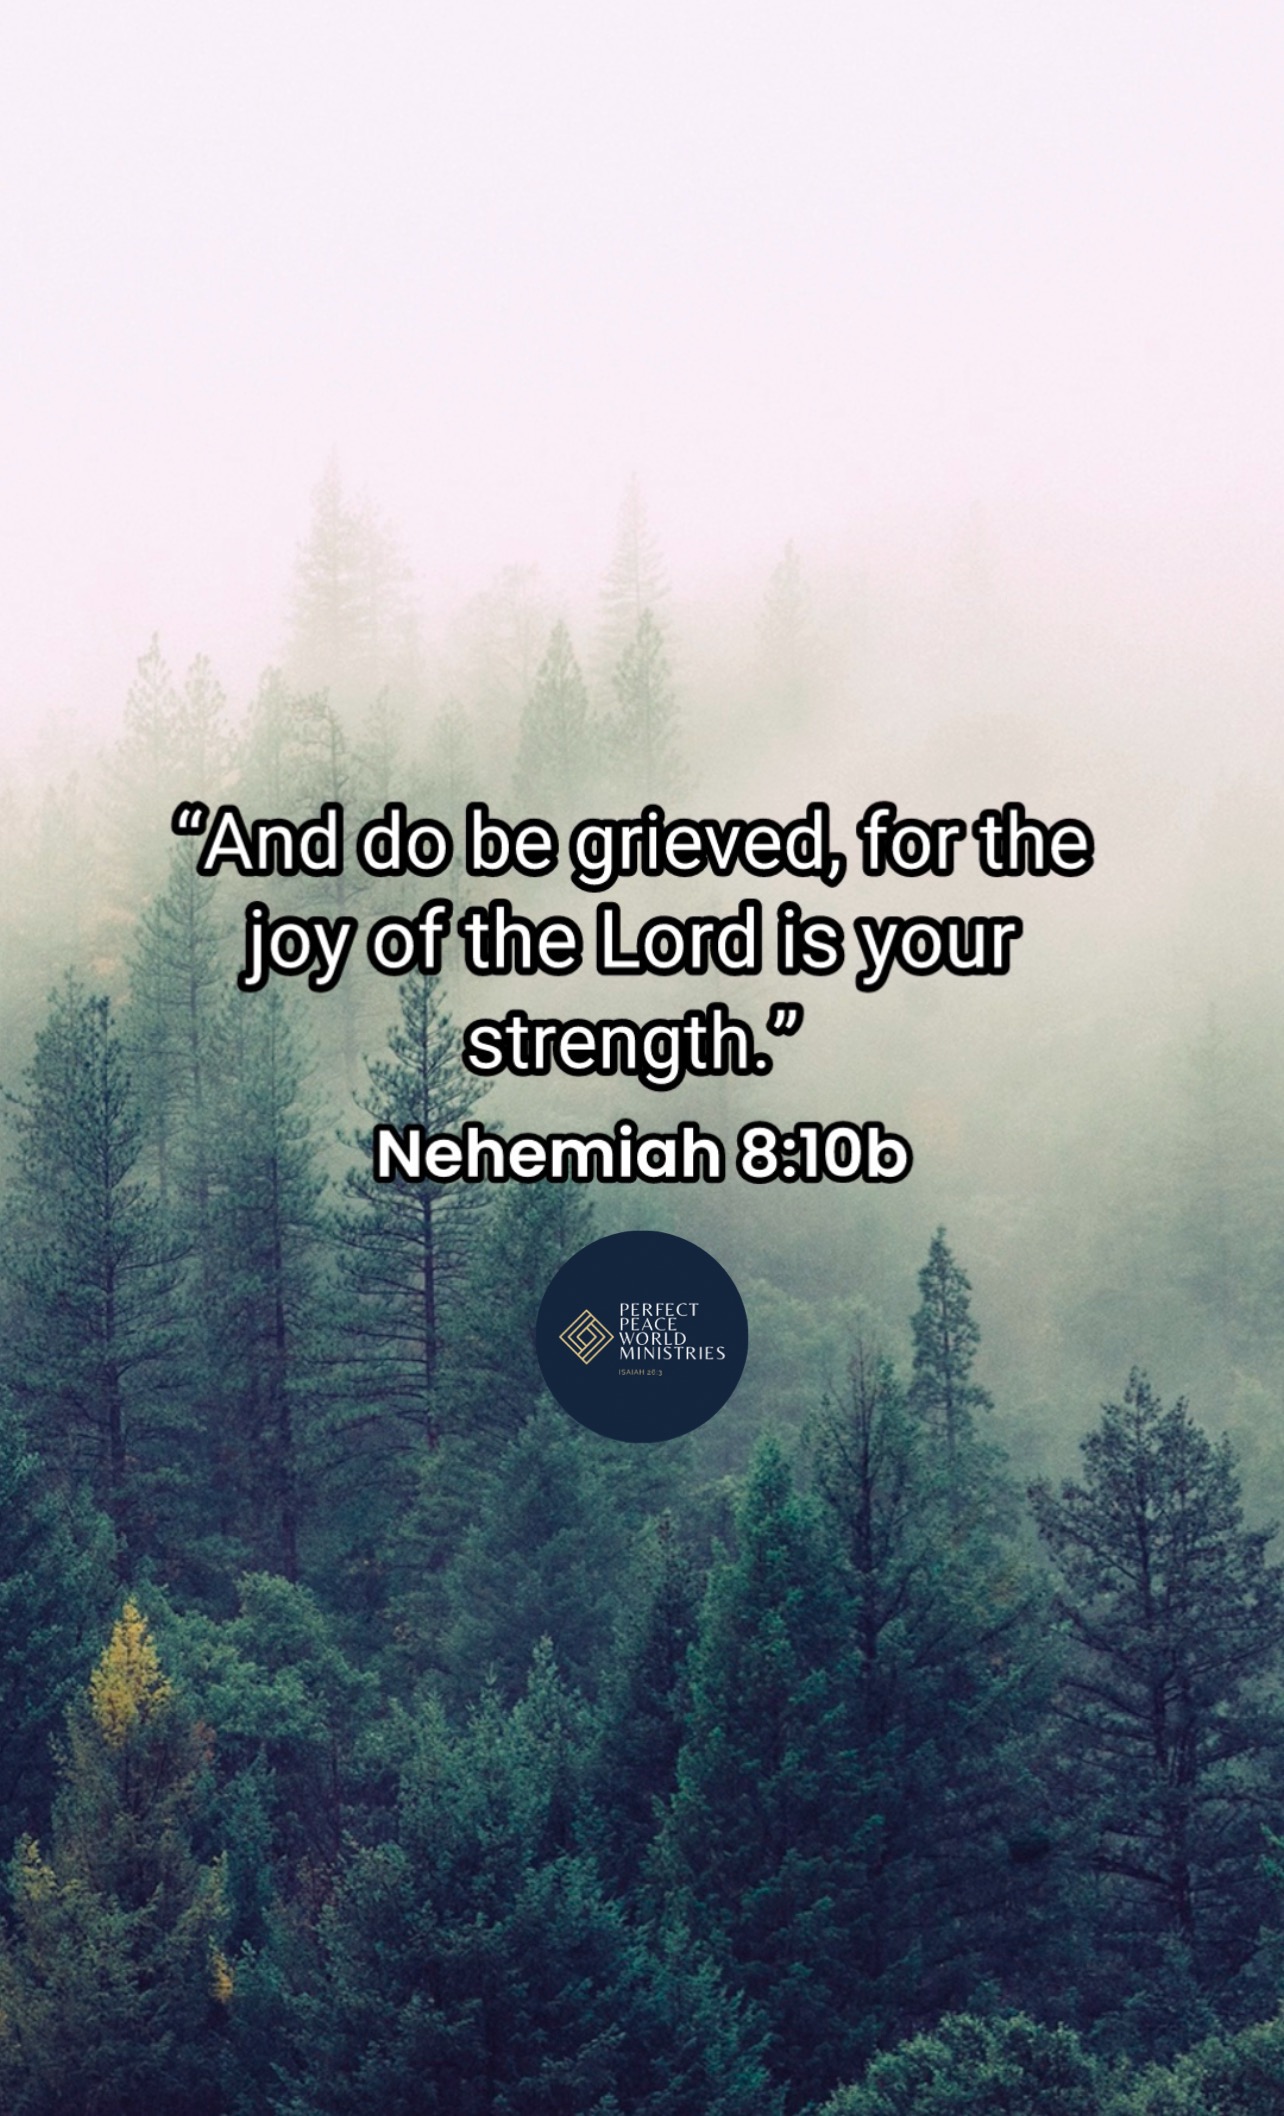 “And do be grieved, for the
joy of the Lord is your
strength.”
Nehemiah 8:10b
PERFECT
PEACE
WORLD
MINISTRIES
ISAIAH 26:3